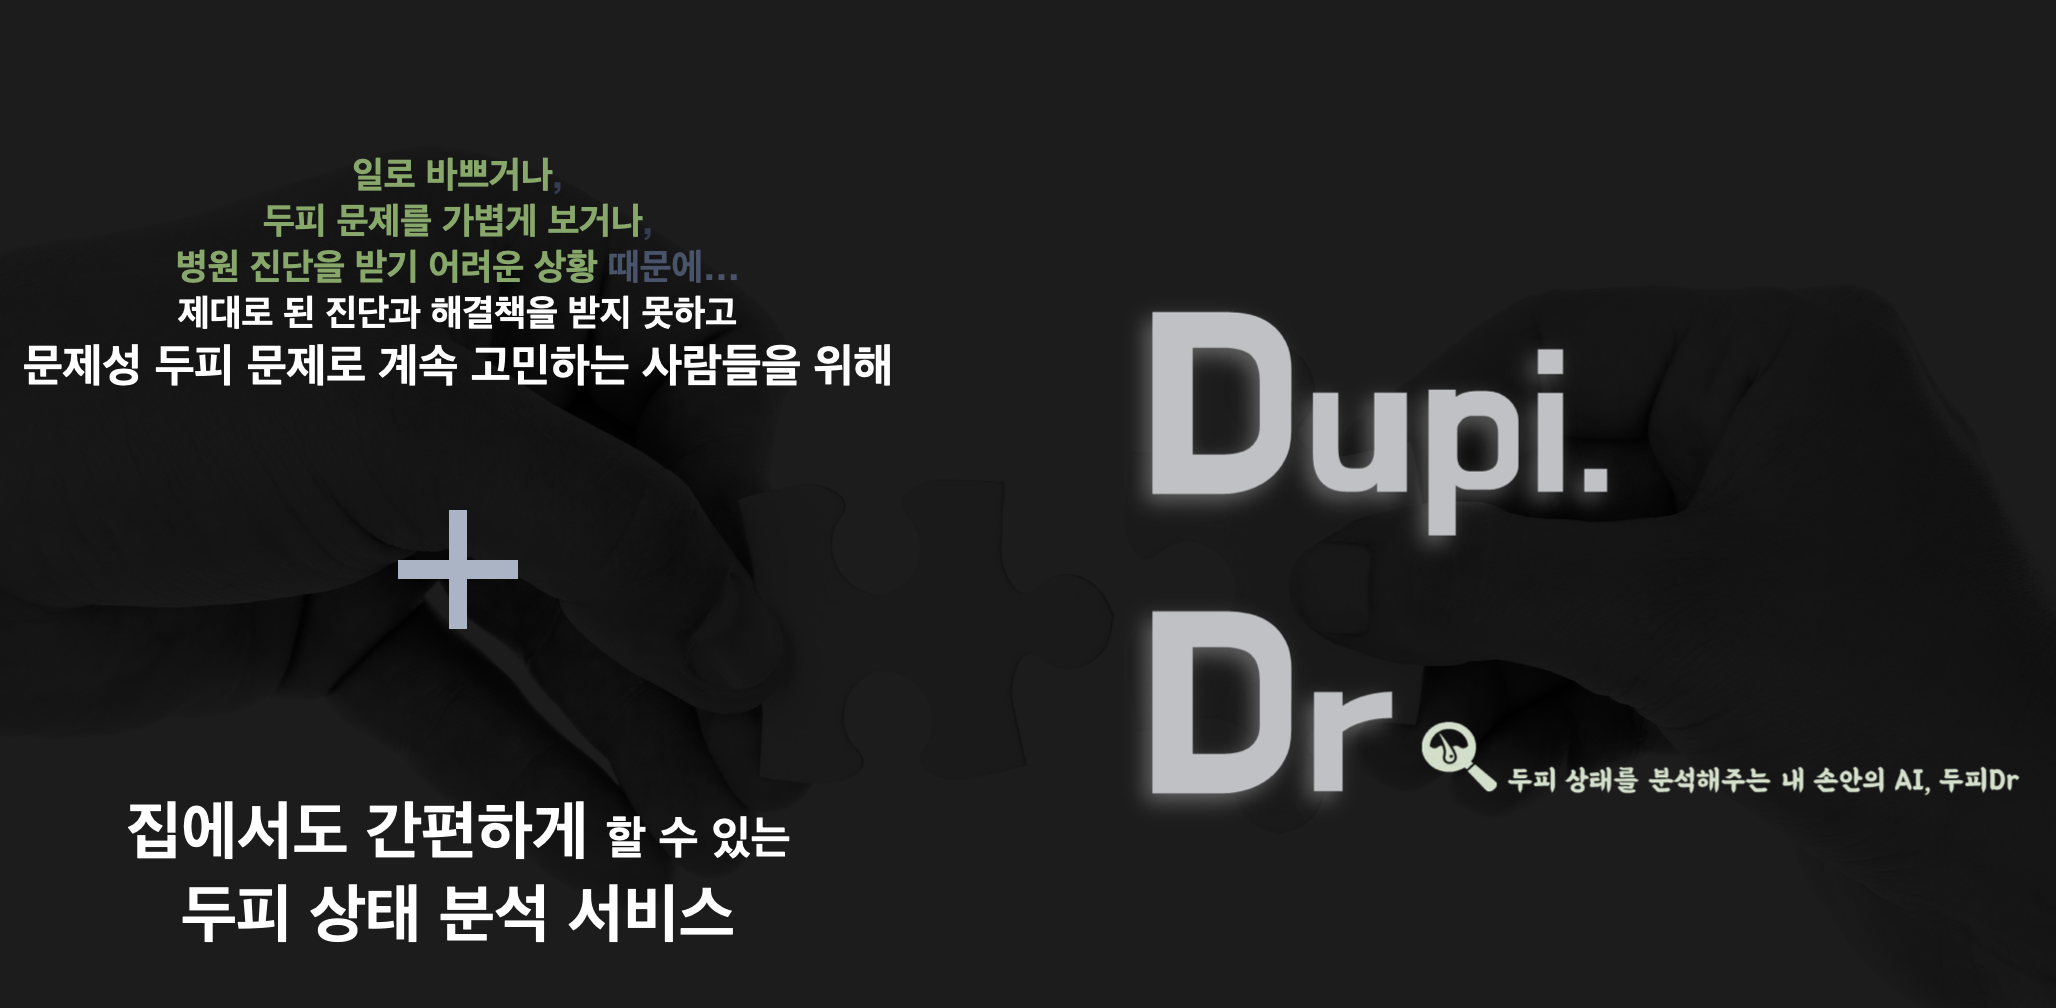 일로 바쁘거나,
두피 문제를 가볍게 보거나,
병원 진단을 받기 어려운 상황 때문에...
제대로 된 진단과 해결책을 받지 못하고
문제성 두피 문제로 계속 고민하는 사람들을 위해
+
집에서도 간편하게 할 수 있는
두피 상태 분석 서비스
Dupi.
Dr
두피 상태를 분석해주는 내 손안의 AI, 두피Dr